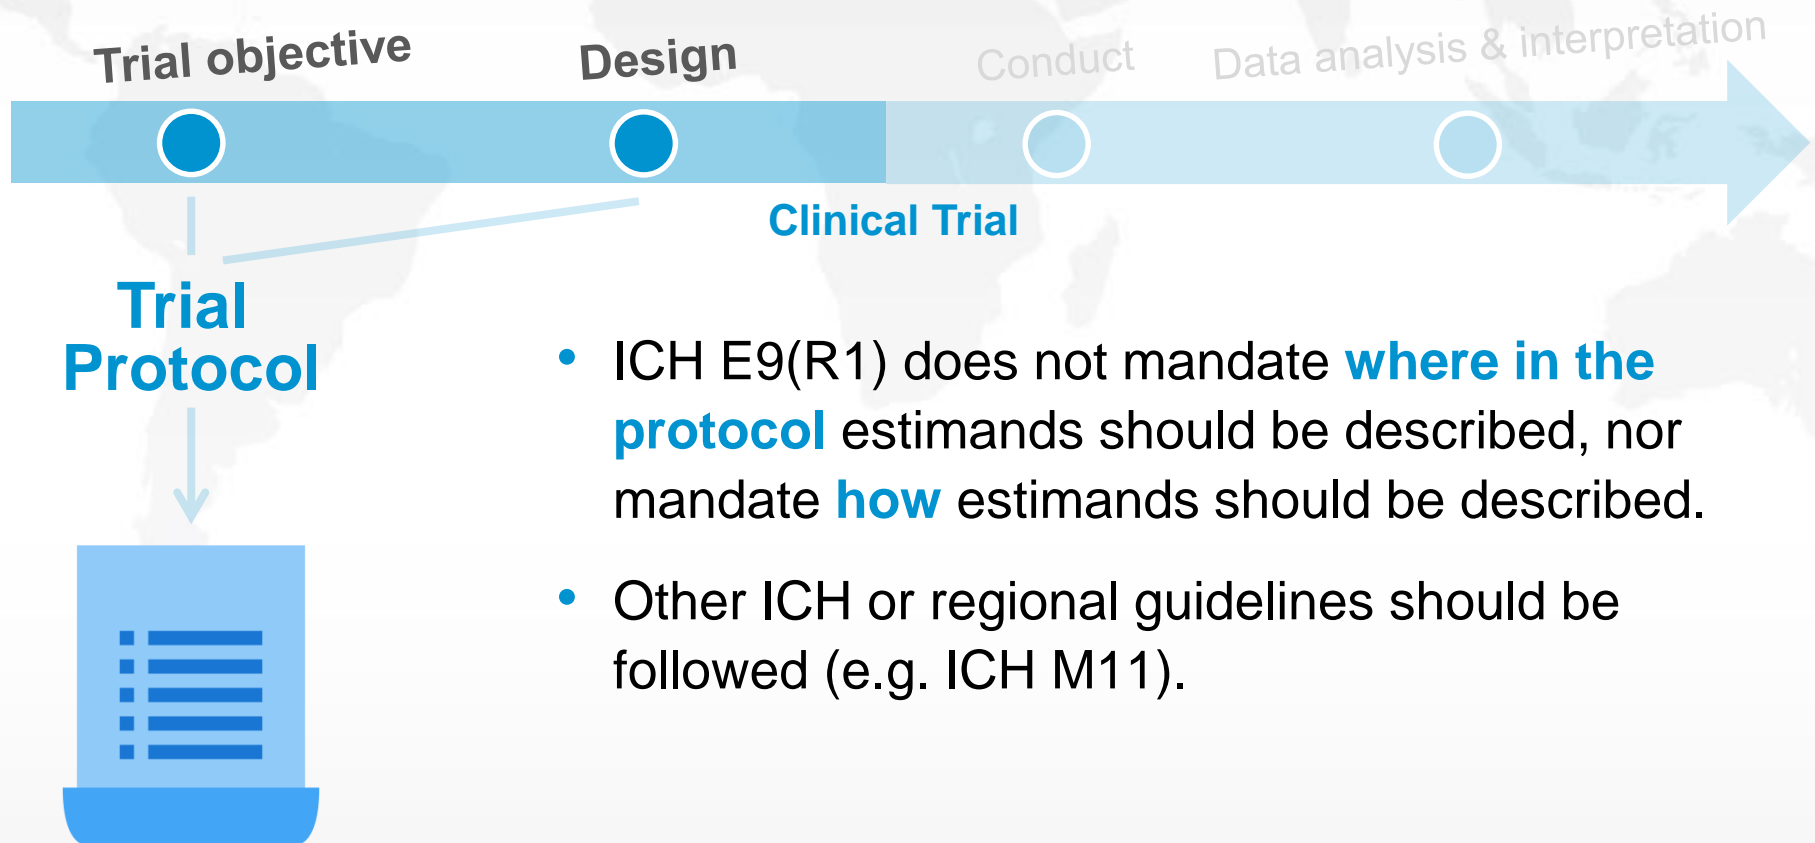 Trial objective
Design
Conduct
Data analysis & interpretation
Clinical Trial
Trial
Protocol
• ICH E9(R1) does not mandate where in the
protocol estimands should be described, nor
mandate how estimands should be described.
• Other ICH or regional guidelines should be
followed (e.g. ICH M11).